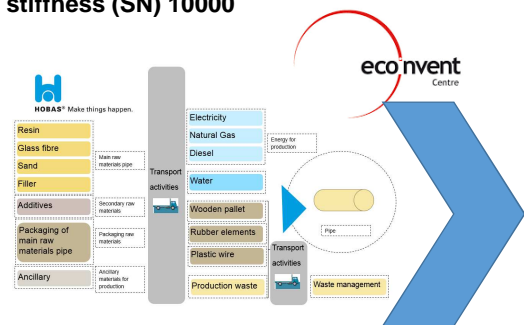 stiffness (SN) 10000
ecoinvent
Centre
HOBAS® Make things happen.
Resin
Glass fibre
Sand
Filler
Main raw
materials pipe
Additives
Secondary raw
materials
Packaging of
main raw
materials pipe
Packaging raw
materials
Ancillary
Ancillary
materials for
production
Transport
activities
Electricity
Natural Gas
Diesel
Energy for
production
Water
Wooden pallet
Rubber elements
Plastic wire
Production waste
Transport
activities
Waste management
Pipe